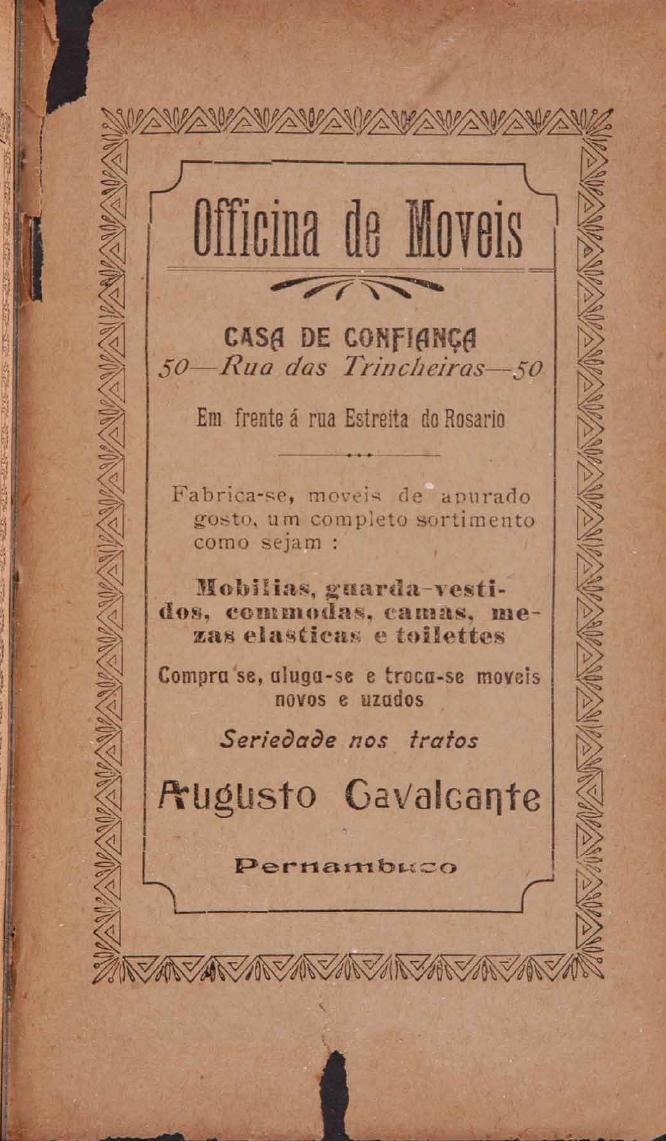 Officina de Moveis
CASA DE CONFIANÇA
50—Rua das Trincheiras—50
Em frente á rua Estreita do Rosario
Fabrica-se, moveis de apurado
gosto, um completo sortimento
como sejam :
Mobilias, guarda-vesti-
dos, commodas, camas, me-
zas elasticas e toilettes
Compra se, aluga-se e troca-se moveis
novos e uzados
Seriedade nos tratos
Augusto Cavalcante
Pernambuco